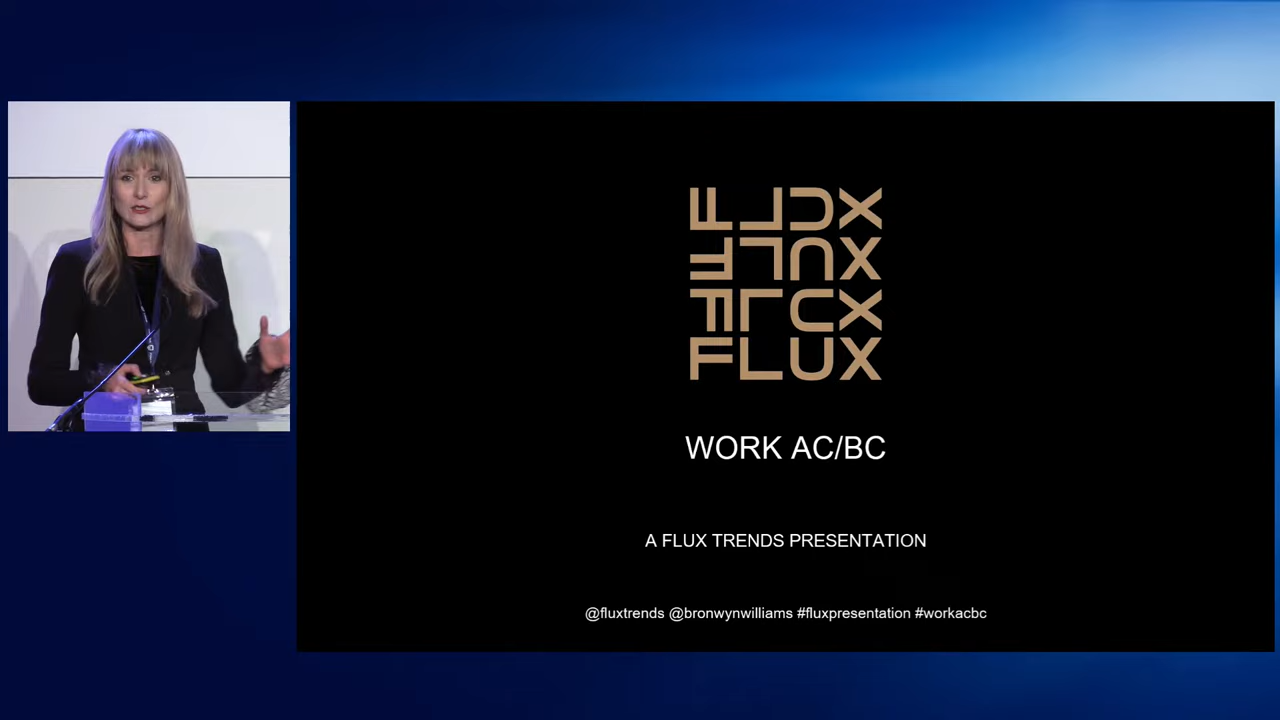 FLUX
FLUX
FLUX
FLUX
WORK AC/BC
A FLUX TRENDS PRESENTATION
@fluxtrends @bronwynwilliams #fluxpresentation #workacbc